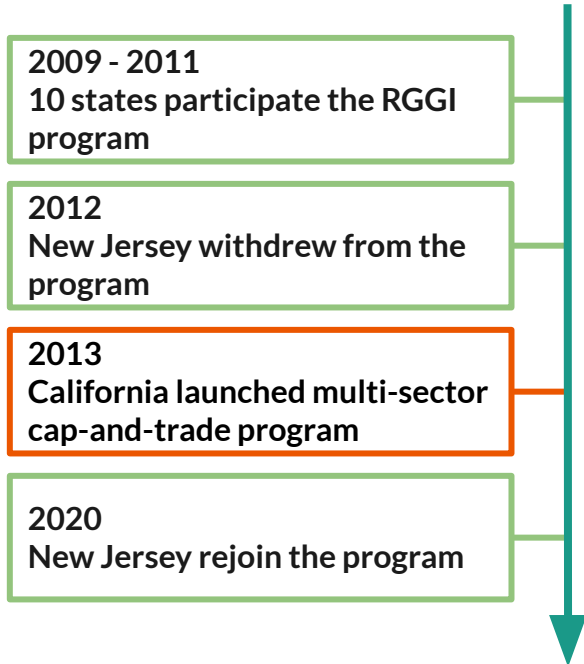 2009 - 2011
10 states participate the RGGI
program
2012
New Jersey withdrew from the
program
2013
California launched multi-sector
cap-and-trade program
2020
New Jersey rejoin the program